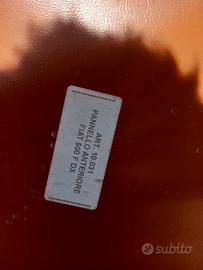 ART. 10.031
PANNELLO ANTERIORE
FIAT 500 F DX
subito